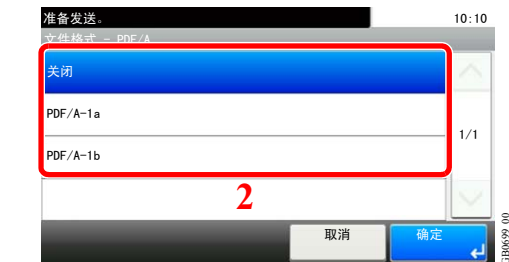 准备发送。 10:10
文件格式 - PDF/A
关闭
PDF/A-1a
1/1
PDF/A-1b
2
取消 确定
GB0699_00